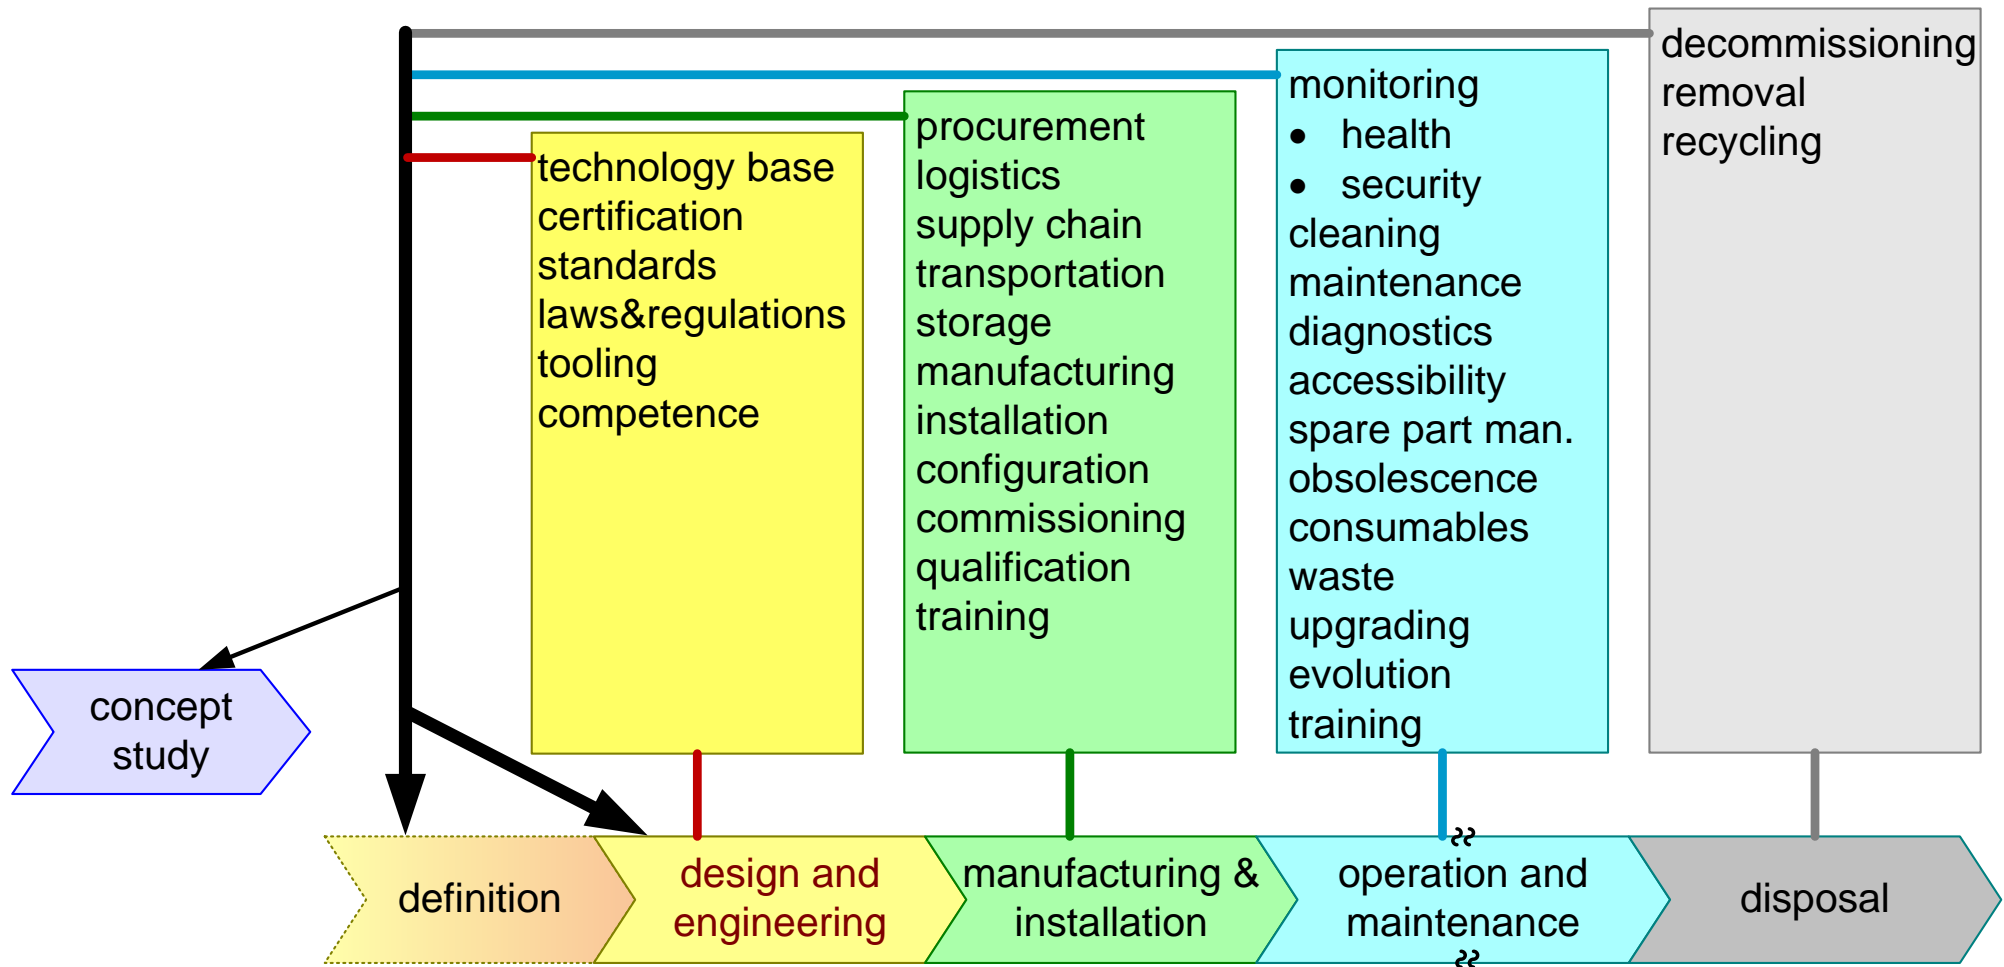 technology base
certification
standards
laws&regulations
tooling
competence
procurement
logistics
supply chain
transportation
storage
manufacturing
installation
configuration
commissioning
qualification
training
monitoring
• health
• security
cleaning
maintenance
diagnostics
accessibility
spare part man.
obsolescence
consumables
waste
upgrading
evolution
training
decommissioning
removal
recycling
concept
study
definition
design and
engineering
manufacturing &
installation
operation and
maintenance
disposal